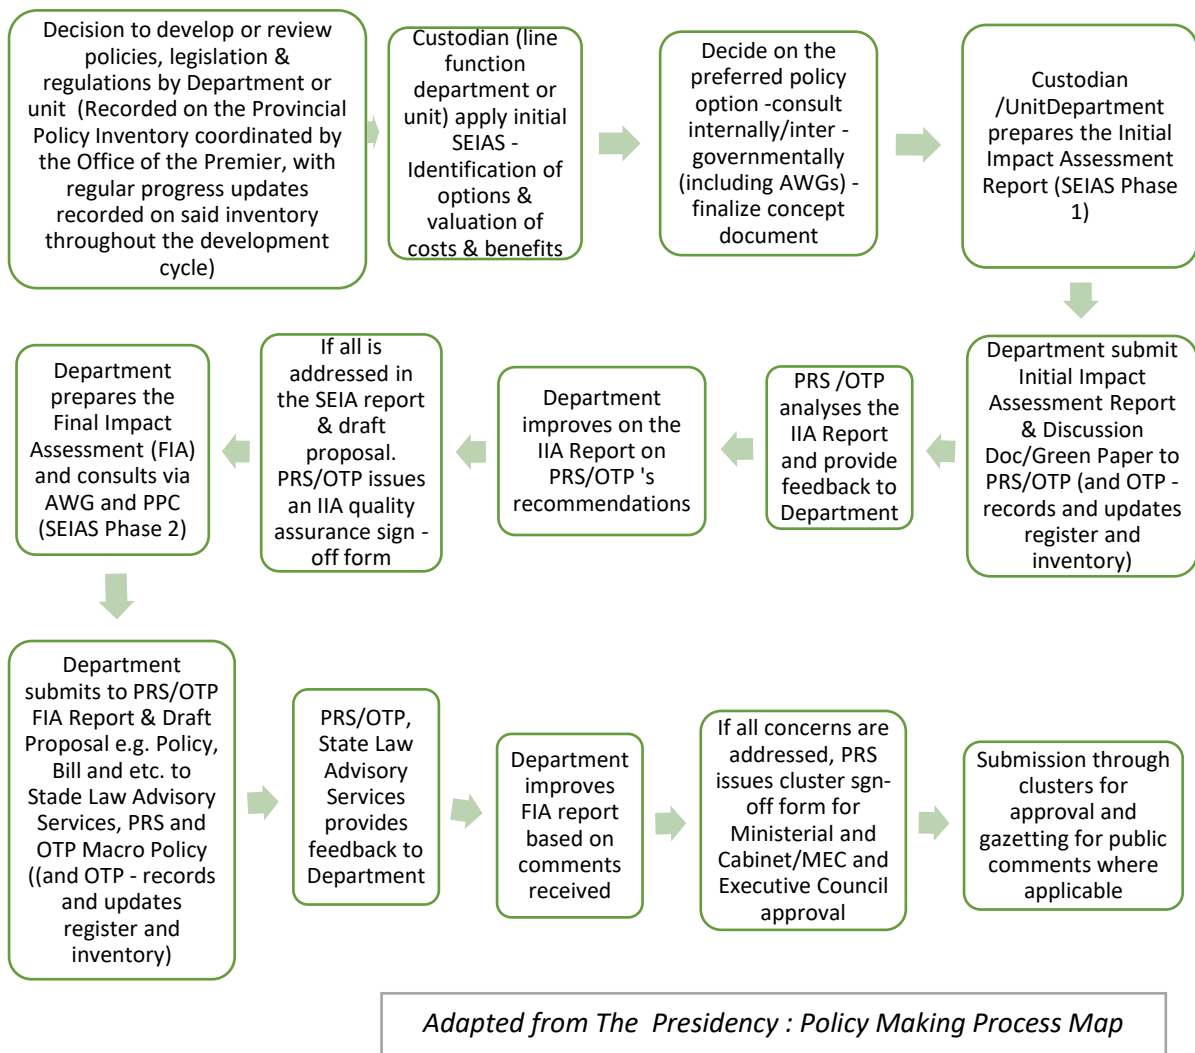 Decision to develop or review
policies, legislation &
regulations by Department or
unit (Recorded on the Provincial
Policy Inventory coordinated by
the Office of the Premier, with
regular progress updates
recorded on said inventory
throughout the development
cycle)
Custodian (line
function
department or
unit) apply initial
SEIAS -
Identification of
options &
valuation of
costs & benefits
Decide on the
preferred policy
option -consult
internally/inter -
governmentally
(including AWGs) -
finalize concept
document
Custodian
/UnitDepartment
prepares the Initial
Impact Assessment
Report (SEIAS Phase
1)
Department submit
Initial Impact
Assessment Report
& Discussion
Doc/Green Paper to
PRS/OTP (and OTP -
records and updates
register and
inventory)
PRS /OTP
analyses the
IIA Report
and provide
feedback to
Department
Department
improves on the
IIA Report on
PRS/OTP 's
recommendations
If all is
addressed in
the SEIA report
& draft
proposal.
PRS/OTP issues
an IIA quality
assurance sign -
off form
Department
prepares the
Final Impact
Assessment (FIA)
and consults via
AWG and PPC
(SEIAS Phase 2)
Department
submits to PRS/OTP
FIA Report & Draft
Proposal e.g. Policy,
Bill and etc. to
Stade Law Advisory
Services, PRS and
OTP Macro Policy
((and OTP - records
and updates
register and
inventory)
PRS/OTP,
State Law
Advisory
Services
provides
feedback to
Department
Department
improves
FIA report
based on
comments
received
If all concerns are
addressed, PRS
issues cluster sgn-
off form for
Ministerial and
Cabinet/MEC and
Executive Council
approval
Submission through
clusters for
approval and
gazetting for public
comments where
applicable
Adapted from The Presidency : Policy Making Process Map